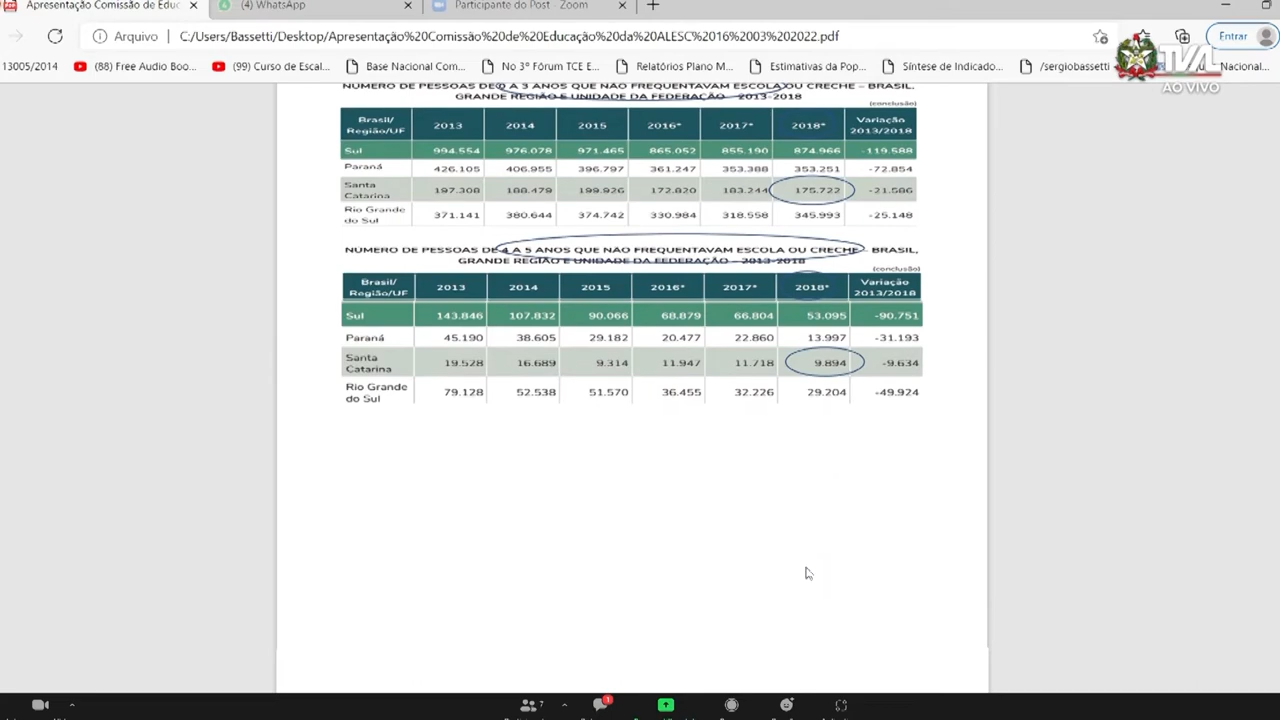 Apresentação Comissão de Educ
(4) WhatsApp
Participante do Post - Zoom
Arquivo
C:/Users/Bassetti/Desktop/Apresentação%20Comissão%20de%20Educação%20da%20ALESC%2016%2003%202022.pdf
Entrar
13005/2014
(88) Free Audio Boo...
(99) Curso de Escal...
Base Nacional Com...
No 3º Fórum TCE E...
Relatórios Plano M...
Estimativas da Pop...
Síntese de Indicado...
/sergiobassetti
Nacional...
TVAL
AO VIVO
NÚMERO DE PESSOAS DE 0 A 3 ANOS QUE NÃO FREQUENTAVAM ESCOLA OU CRECHE – BRASIL,
GRANDE REGIÃO E UNIDADE DA FEDERAÇÃO – 2013-2018
(conclusão)
Brasil/ Região/UF 2013 2014 2015 2016* 2017* 2018* Variação 2013/2018
Sul 994.554 976.078 971.465 865.052 855.190 874.966 -119.588
Paraná 426.105 406.955 396.797 361.247 353.388 353.251 -72.854
Santa Catarina 197.308 188.479 199.926 172.820 183.244 175.722 -21.586
Rio Grande do Sul 371.141 380.644 374.742 330.984 318.558 345.993 -25.148
NÚMERO DE PESSOAS DE 4 A 5 ANOS QUE NÃO FREQUENTAVAM ESCOLA OU CRECHE – BRASIL,
GRANDE REGIÃO E UNIDADE DA FEDERAÇÃO – 2013-2018
(conclusão)
Brasil/ Região/UF 2013 2014 2015 2016* 2017* 2018* Variação 2013/2018
Sul 143.846 107.832 90.066 68.879 66.804 53.095 -90.751
Paraná 45.190 38.605 29.182 20.477 22.860 13.997 -31.193
Santa Catarina 19.528 16.689 9.314 11.947 11.718 9.894 -9.634
Rio Grande do Sul 79.128 52.538 51.570 36.455 32.226 29.204 -49.924
7
1